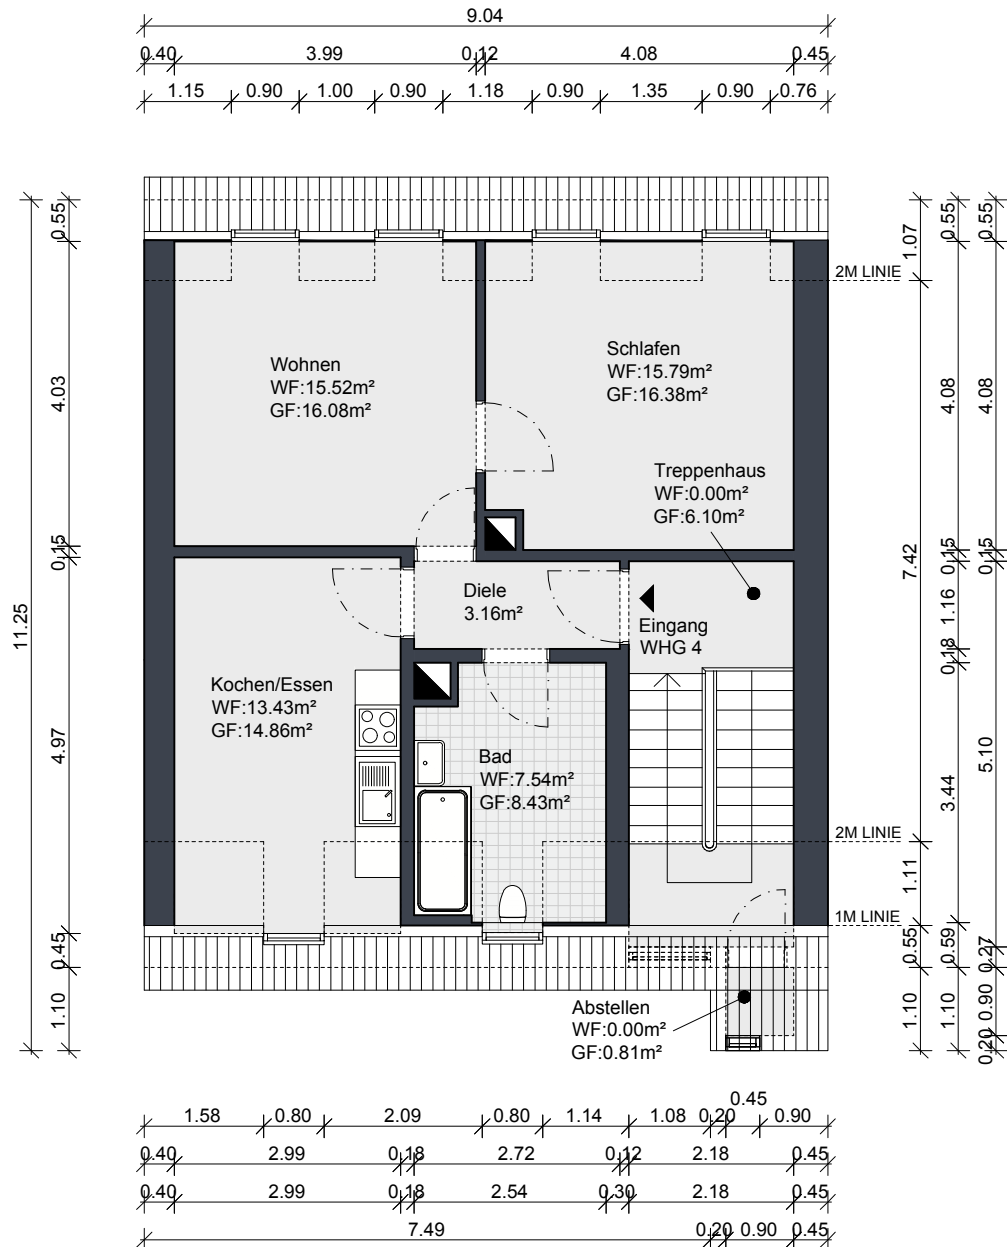 9.04
0.40 3.99 0.12 4.08 0.45
1.15 0.90 1.00 0.90 1.18 0.90 1.35 0.90 0.76
0.55
4.03
0.15
4.97
0.45
1.10
11.25
Wohnen
WF:15.52m²
GF:16.08m²
Schlafen
WF:15.79m²
GF:16.38m²
Treppenhaus
WF:0.00m²
GF:6.10m²
Diele
3.16m²
Eingang
WHG 4
Kochen/Essen
WF:13.43m²
GF:14.86m²
Bad
WF:7.54m²
GF:8.43m²
Abstellen
WF:0.00m²
GF:0.81m²
2M LINIE
2M LINIE
1M LINIE
1.07
7.42
1.11
0.55
1.10
0.55
4.08
0.15
1.16
0.18
3.44
0.59
1.10
0.55
4.08
0.15
5.10
0.27
0.90
0.20
0.45
1.58 0.80 2.09 0.80 1.14 1.08 0.20 0.90
0.40 2.99 0.18 2.72 0.12 2.18 0.45
0.40 2.99 0.18 2.54 0.30 2.18 0.45
7.49 0.20 0.90 0.45